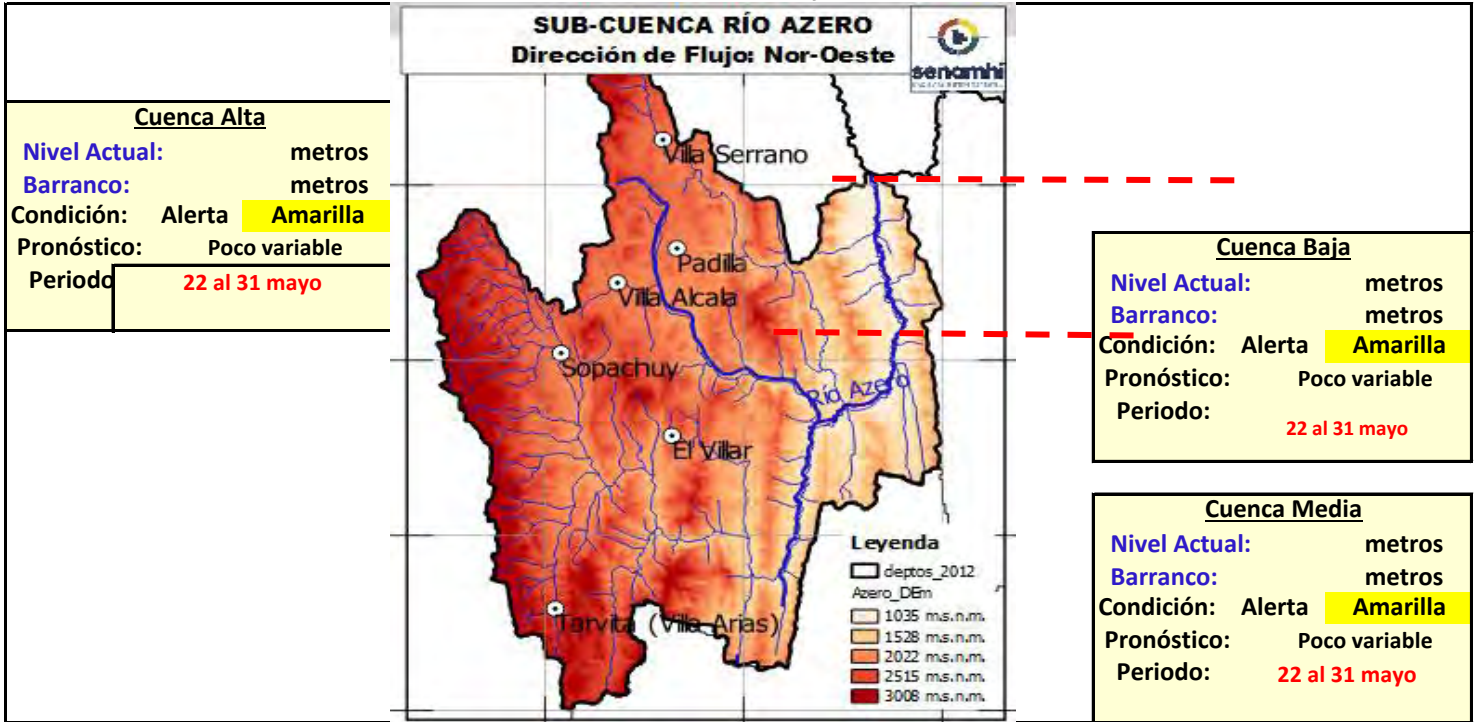 SUB-CUENCA RÍO AZERO
Dirección de Flujo: Nor-Oeste
senamhi
Cuenca Alta
Nivel Actual: metros
Barranco: metros
Condición: Alerta Amarilla
Pronóstico: Poco variable
Periodo 22 al 31 mayo
Villa Serrano
Padilla
Villa Alcala
Sopachuy
Río Azero
El Villar
Tarvita (Villa Arias)
Leyenda
deptos_2012
Azero_DEm
1035 m.s.n.m.
1528 m.s.n.m.
2022 m.s.n.m.
2515 m.s.n.m.
3008 m.s.n.m.
Cuenca Baja
Nivel Actual: metros
Barranco: metros
Condición: Alerta Amarilla
Pronóstico: Poco variable
Periodo:
22 al 31 mayo
Cuenca Media
Nivel Actual: metros
Barranco: metros
Condición: Alerta Amarilla
Pronóstico: Poco variable
Periodo: 22 al 31 mayo